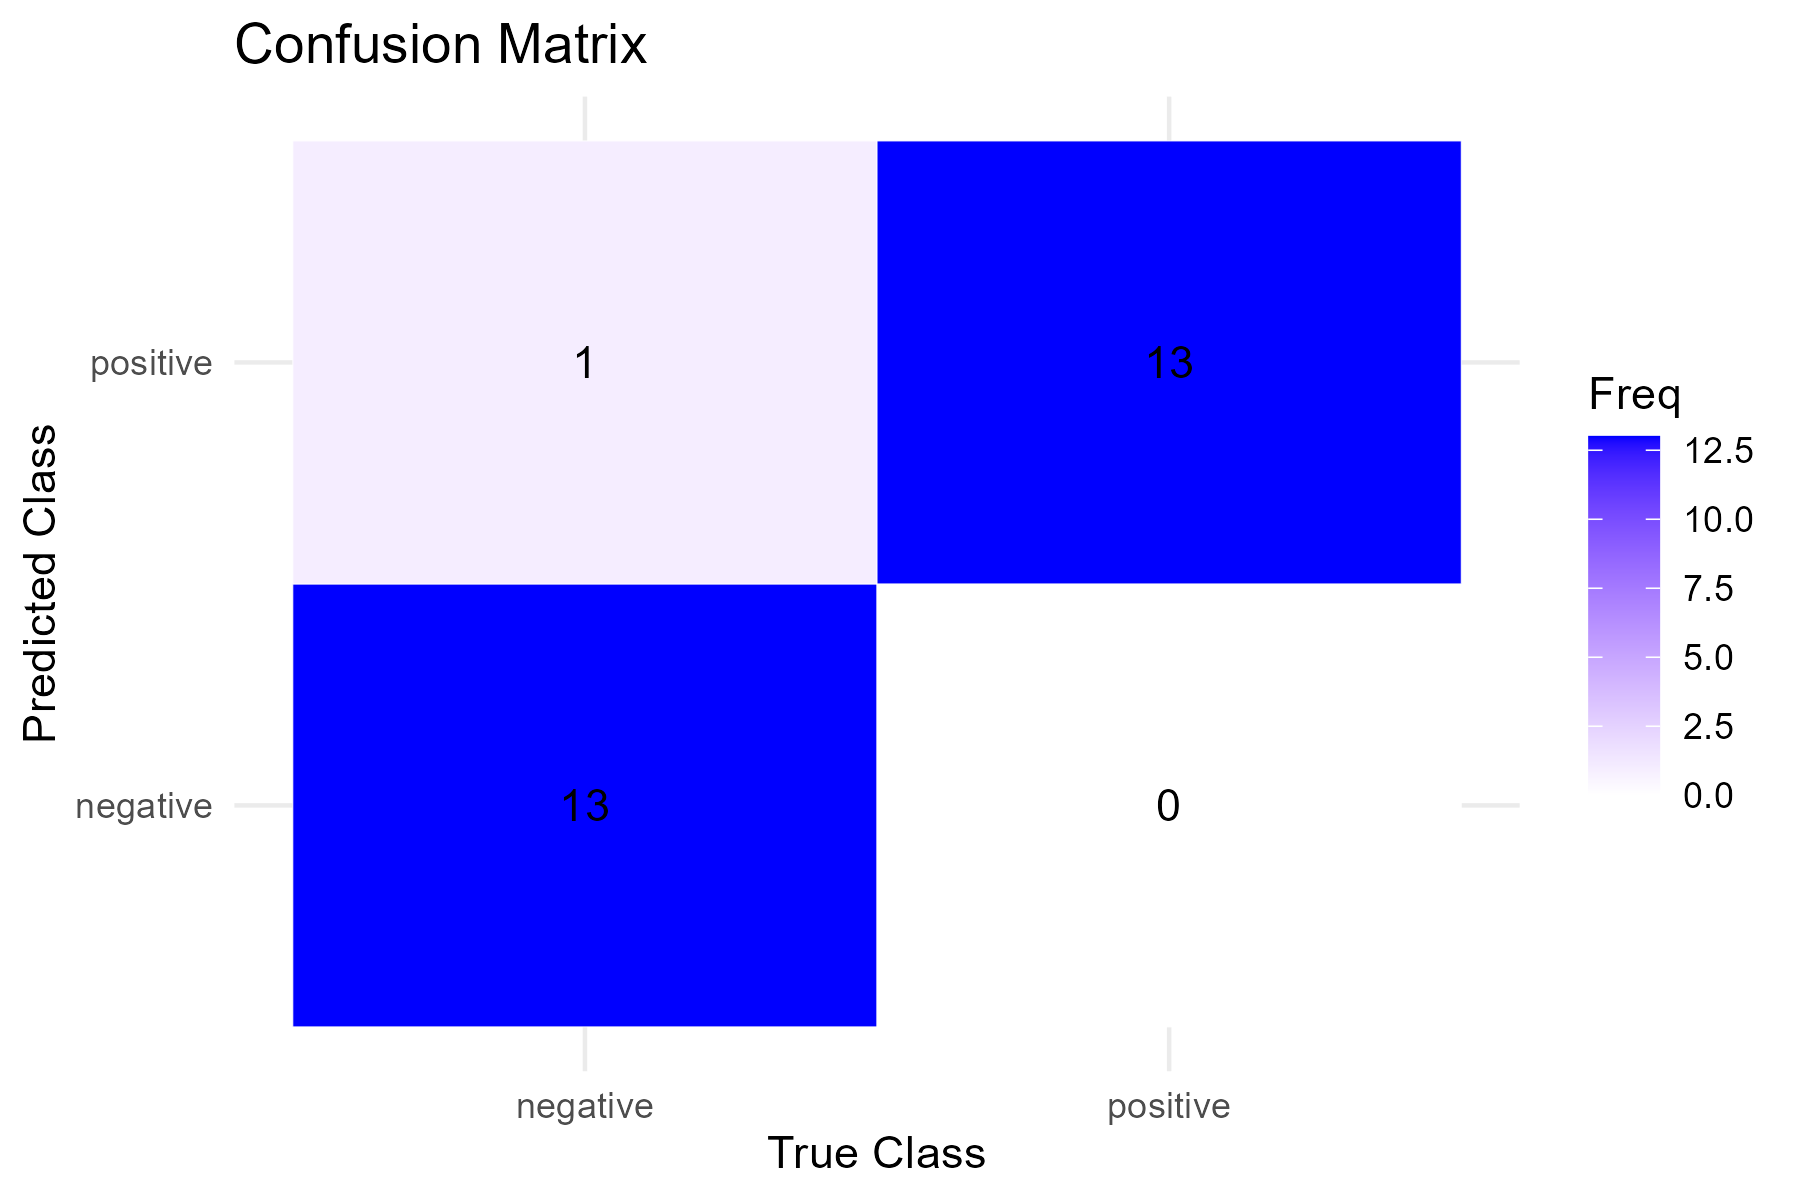 Confusion Matrix
Predicted Class
positive
negative
1
13
13
0
negative
positive
True Class
Freq
12.5
10.0
7.5
5.0
2.5
0.0